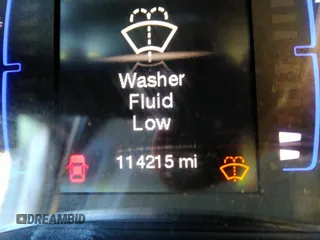 Washer
Fluid
Low
114215 mi
DREAMBID